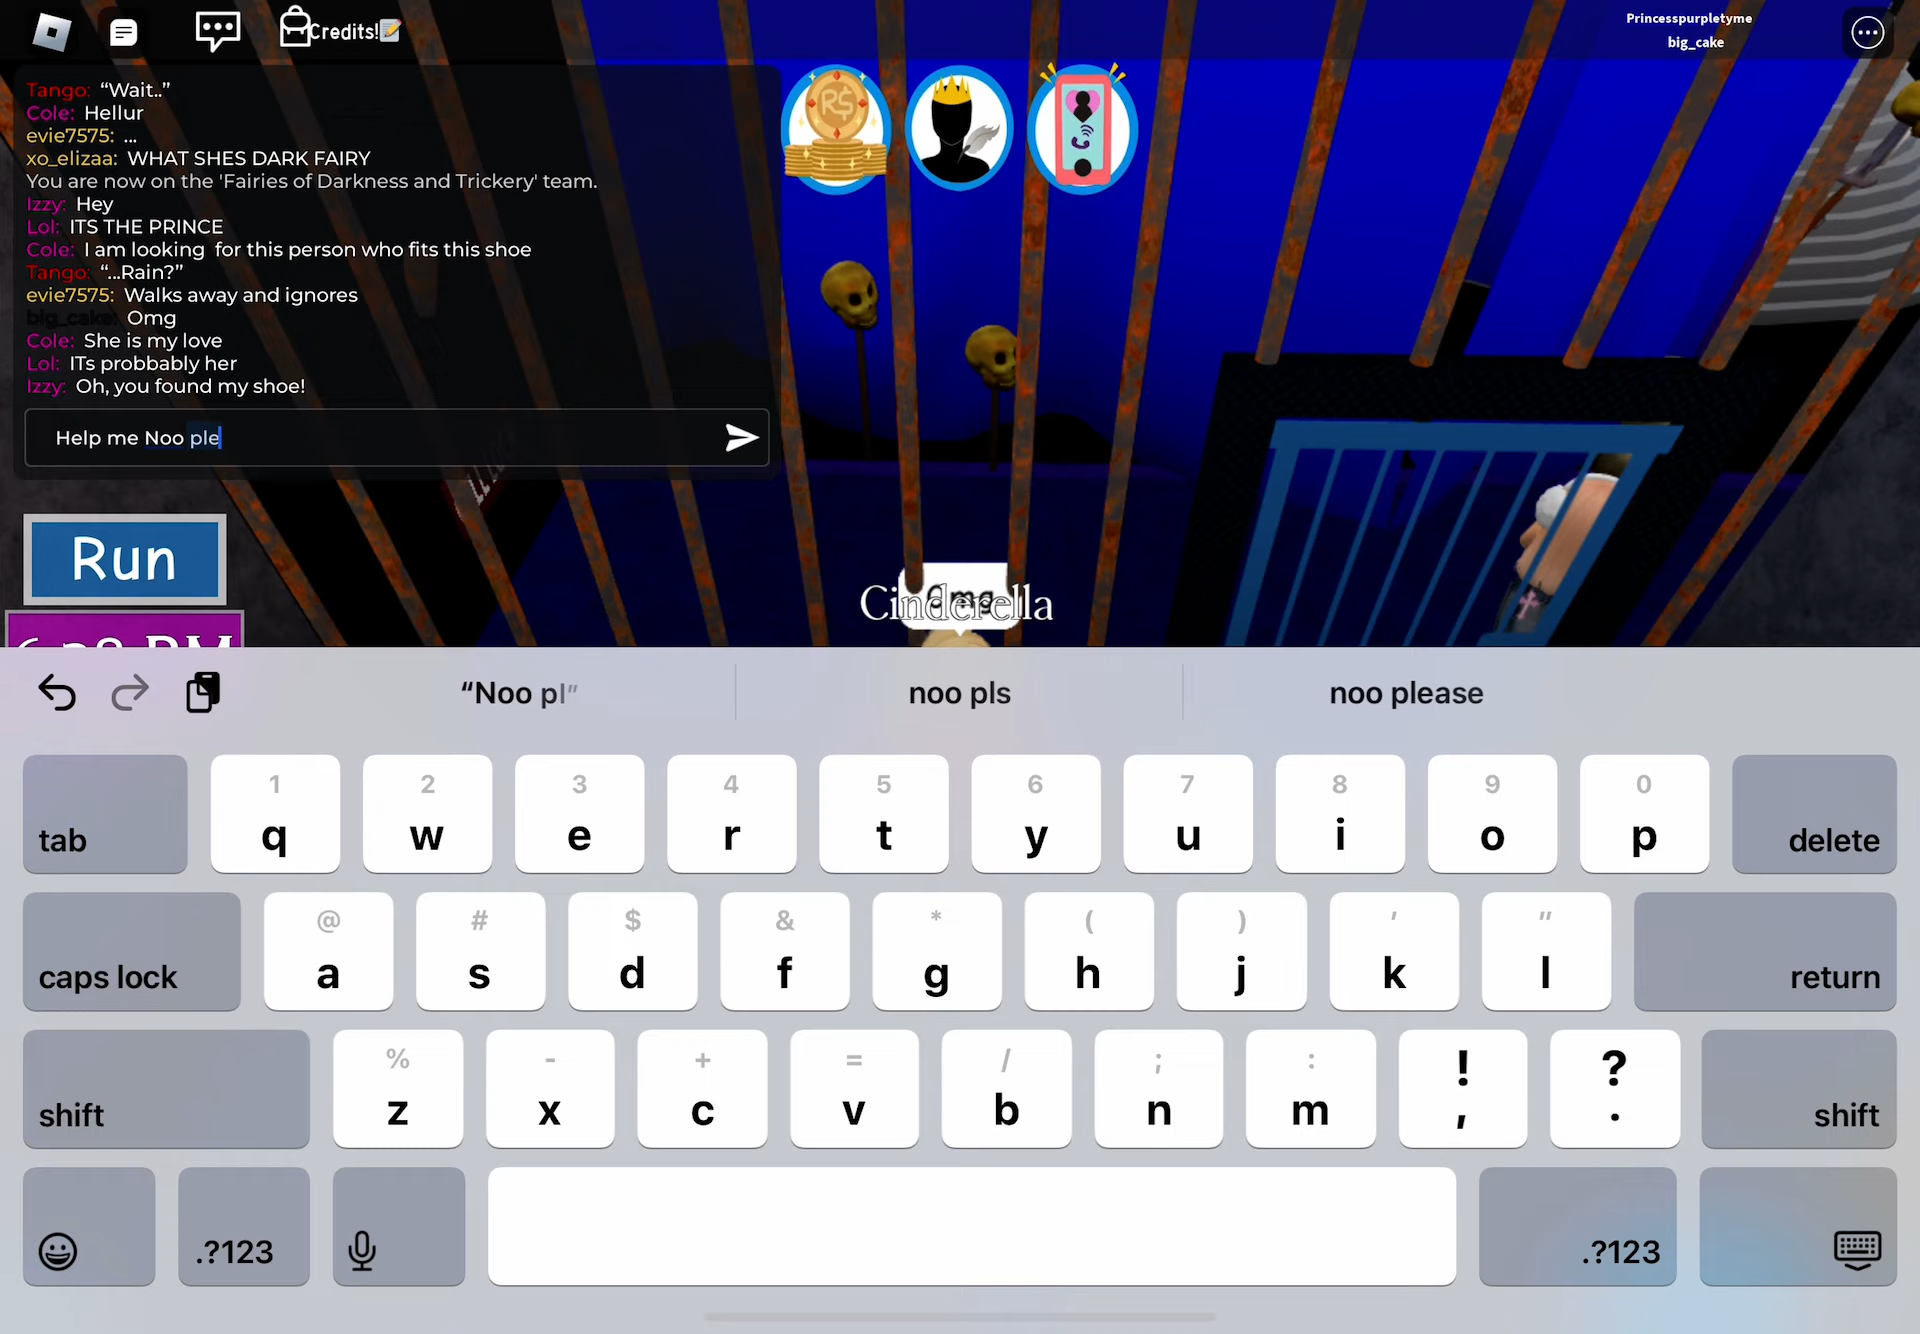 Credits!📝
Princesspurpletyme
big_cake
Tango: “Wait..”
Cole: Hellur
evie7575: ...
xo_elizaa: WHAT SHES DARK FAIRY
You are now on the 'Fairies of Darkness and Trickery' team.
Izzy: Hey
Lol: ITS THE PRINCE
Cole: I am looking  for this person who fits this shoe
Tango: “...Rain?”
evie7575: Walks away and ignores
big_cake: Omg
Cole: She is my love
Lol: ITs probbably her
Izzy: Oh, you found my shoe!
Help me Noo ple
R$
Run
PM
Omg
Cinderella
“Noo pl”
noo pls
noo please
1 2 3 4 5 6 7 8 9 0
tab q w e r t y u i o p delete
@ # $ & * ( ) ' "
caps lock a s d f g h j k l return
% - + = / ; : ! ?
shift z x c v b n m , . shift
.?123 .?123